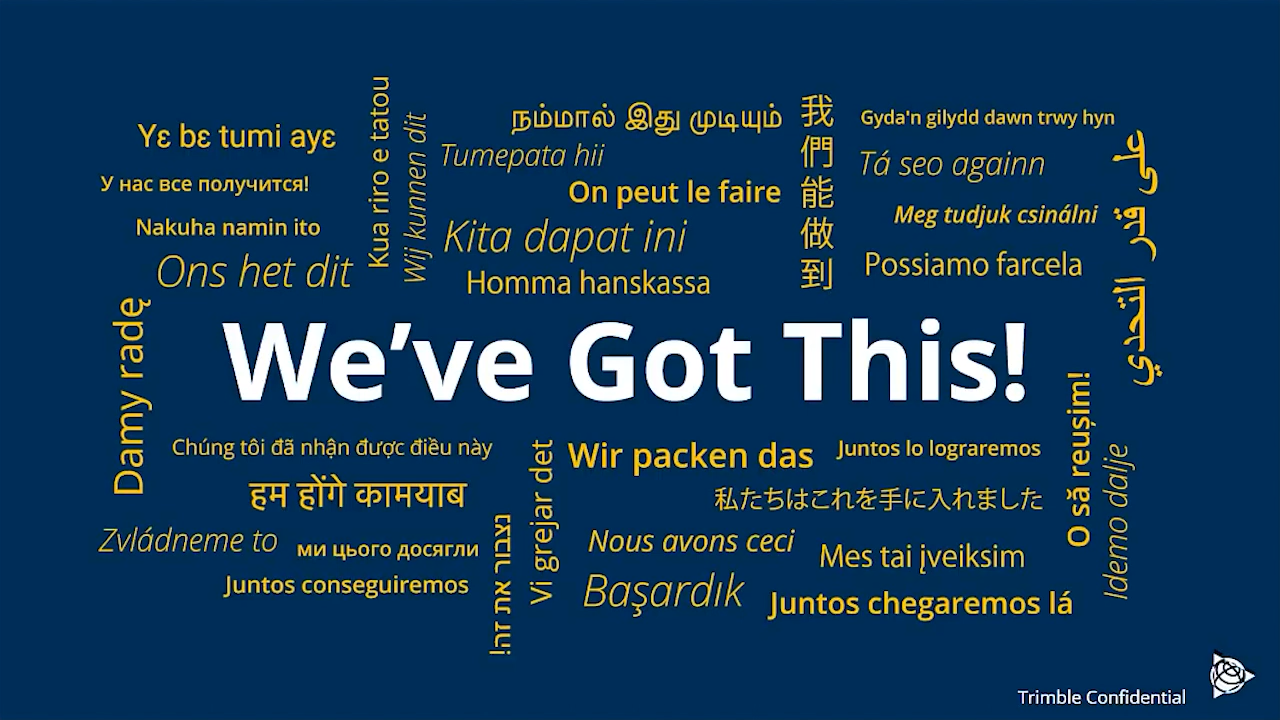 Yɛ bɛ tumi ayɛ
У нас все получится!
Nakuha namin ito
Ons het dit
Damy radę
Kua riro e tatou
Wij kunnen dit
நம்மால் இது முடியும்
Tumepata hii
On peut le faire
Kita dapat ini
Homma hanskassa
我們能做到
Gyda'n gilydd dawn trwy hyn
Tá seo againn
Meg tudjuk csinálni
Possiamo farcela
على قدر التحدي
We’ve Got This!
Chúng tôi đã nhận được điều này
हम होंगे कामयाब
Zvládneme to
ми цього досягли
Juntos conseguiremos
נצבור את זה!
Vi grejar det
Wir packen das
Juntos lo lograremos
私たちはこれを手に入れました
Nous avons ceci
Mes tai įveiksim
Başardık
Juntos chegaremos lá
O să reușim!
Idemo dalje
Trimble Confidential